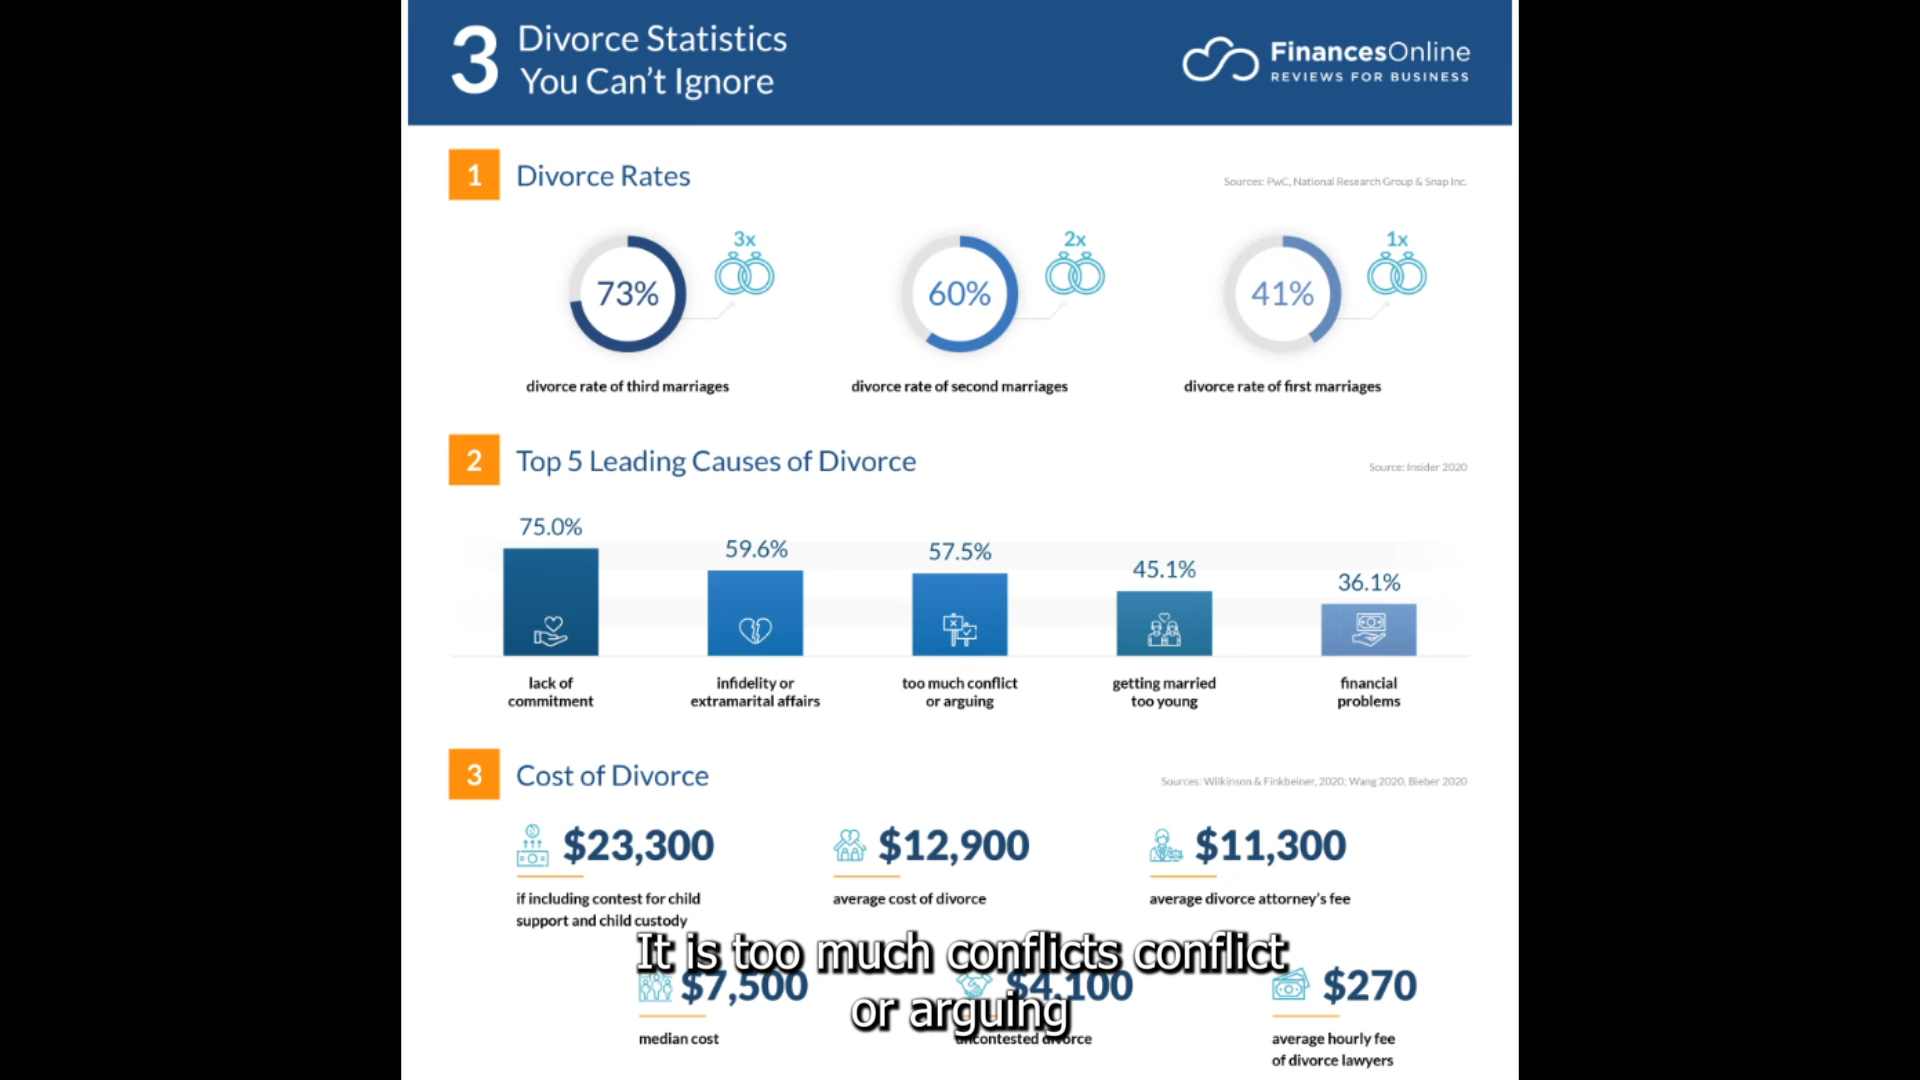 3 Divorce Statistics
You Can't Ignore
FinancesOnline
REVIEWS FOR BUSINESS
1 Divorce Rates
Sources: PwC, National Research Group & Snap Inc.
3x
2x
1x
73%
60%
41%
divorce rate of third marriages
divorce rate of second marriages
divorce rate of first marriages
2 Top 5 Leading Causes of Divorce
Source: Insider 2020
75.0%
59.6%
57.5%
45.1%
36.1%
lack of
commitment
infidelity or
extramarital affairs
too much conflict
or arguing
getting married
too young
financial
problems
3 Cost of Divorce
Sources: Wilkinson & Finkbeiner, 2020; Wang 2020, Bieber 2020
$23,300
if including contest for child
support and child custody
$12,900
average cost of divorce
$11,300
average divorce attorney's fee
$7,500
median cost
$4,100
uncontested divorce
$270
average hourly fee
of divorce lawyers
It is too much conflicts conflict
or arguing